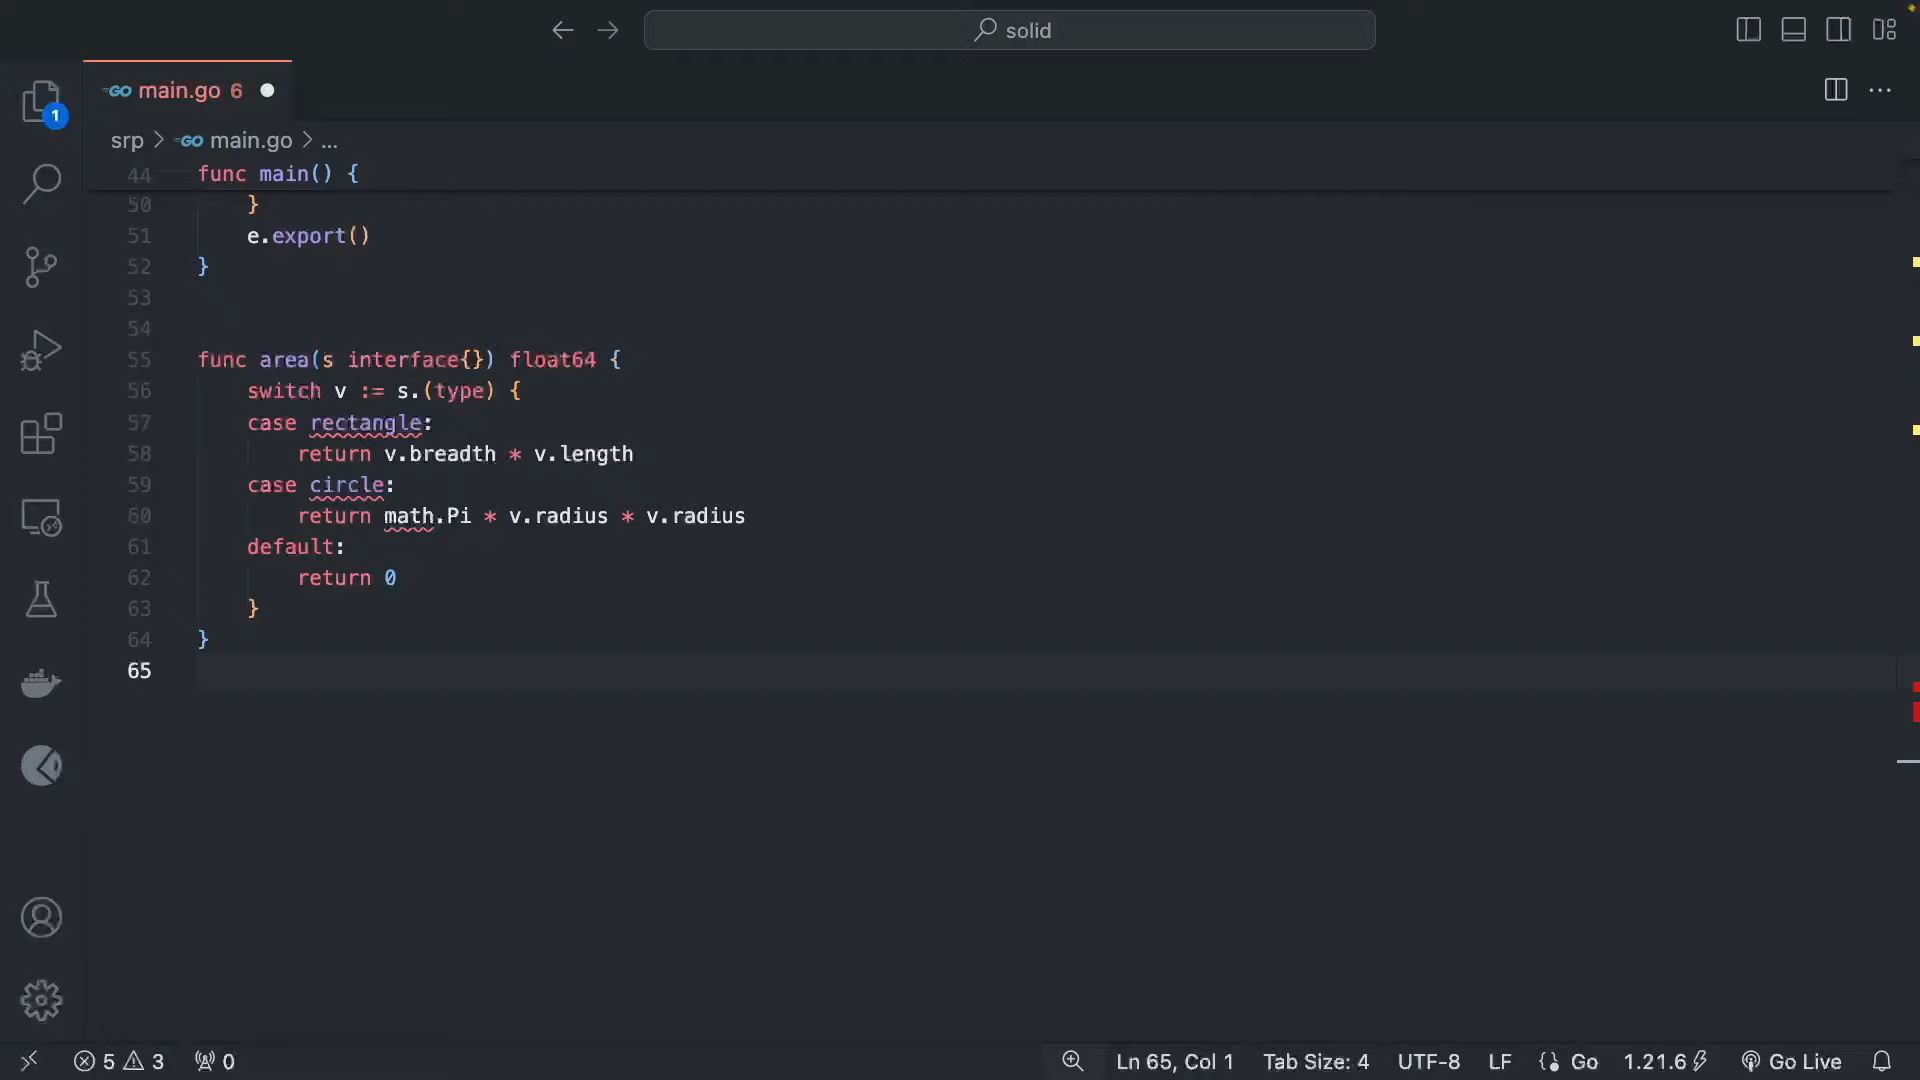 solid
GO main.go 6
1
srp > GO main.go > ...
44 func main() {
50 }
51 e.export()
52 }
53
54
55 func area(s interface{}) float64 {
56 switch v := s.(type) {
57 case rectangle:
58 return v.breadth * v.length
59 case circle:
60 return math.Pi * v.radius * v.radius
61 default:
62 return 0
63 }
64 }
65
5 3 0 Ln 65, Col 1 Tab Size: 4 UTF-8 LF {} Go 1.21.6 Go Live